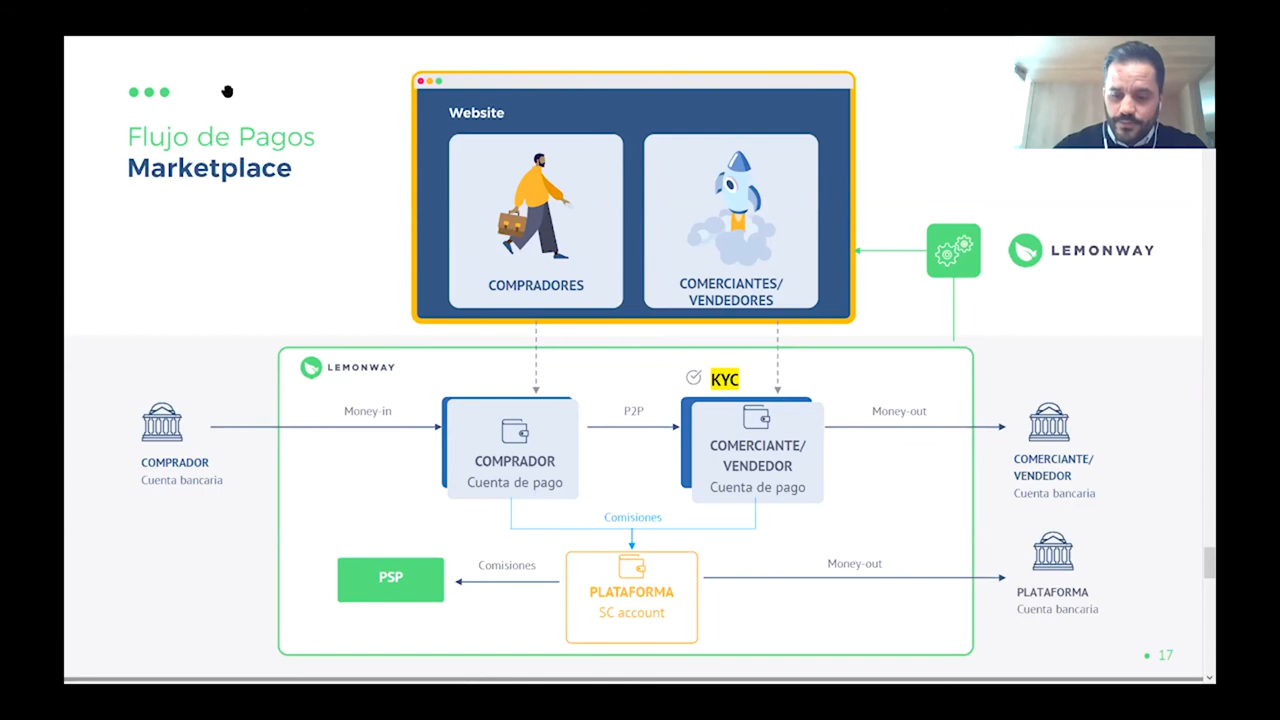 Flujo de Pagos
Marketplace
Website
COMPRADORES
COMERCIANTES/
VENDEDORES
LEMONWAY
LEMONWAY
KYC
Money-in
P2P
Money-out
COMPRADOR
Cuenta bancaria
COMPRADOR
Cuenta de pago
COMERCIANTE/
VENDEDOR
Cuenta de pago
COMERCIANTE/
VENDEDOR
Cuenta bancaria
Comisiones
PSP
Comisiones
PLATAFORMA
SC account
Money-out
PLATAFORMA
Cuenta bancaria
17